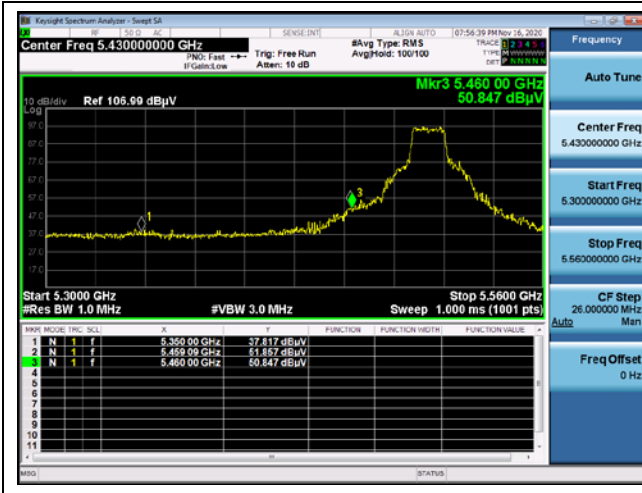 Keysight Spectrum Analyzer - Swept SA
RF 50 Ω AC SENSE:INT ALIGN AUTO 07:56:39 PM Nov 16, 2020
Center Freq 5.430000000 GHz
PNO: Fast
IFGain:Low
Trig: Free Run
Atten: 10 dB
#Avg Type: RMS
Avg|Hold: 100/100
TRACE 1 2 3 4 5 6
TYPE M W W W W W
DET P N N N N N
Mkr3 5.460 00 GHz
50.847 dBµV
10 dB/div Ref 106.99 dBµV
Log
97.0
87.0
77.0
67.0
57.0
47.0
37.0
27.0
17.0
1
3
Start 5.3000 GHz
Stop 5.5600 GHz
#Res BW 1.0 MHz
#VBW 3.0 MHz
Sweep 1.000 ms (1001 pts)
MKR MODE TRC SCL X Y FUNCTION FUNCTION WIDTH FUNCTION VALUE
1 N 1 f 5.350 00 GHz 37.817 dBµV
2 N 1 f 5.459 09 GHz 51.857 dBµV
3 N 1 f 5.460 00 GHz 50.847 dBµV
4
5
6
7
8
9
10
11
MSG
STATUS
Frequency
Auto Tune
Center Freq
5.430000000 GHz
Start Freq
5.300000000 GHz
Stop Freq
5.560000000 GHz
CF Step
26.000000 MHz
Auto Man
Freq Offset
0 Hz